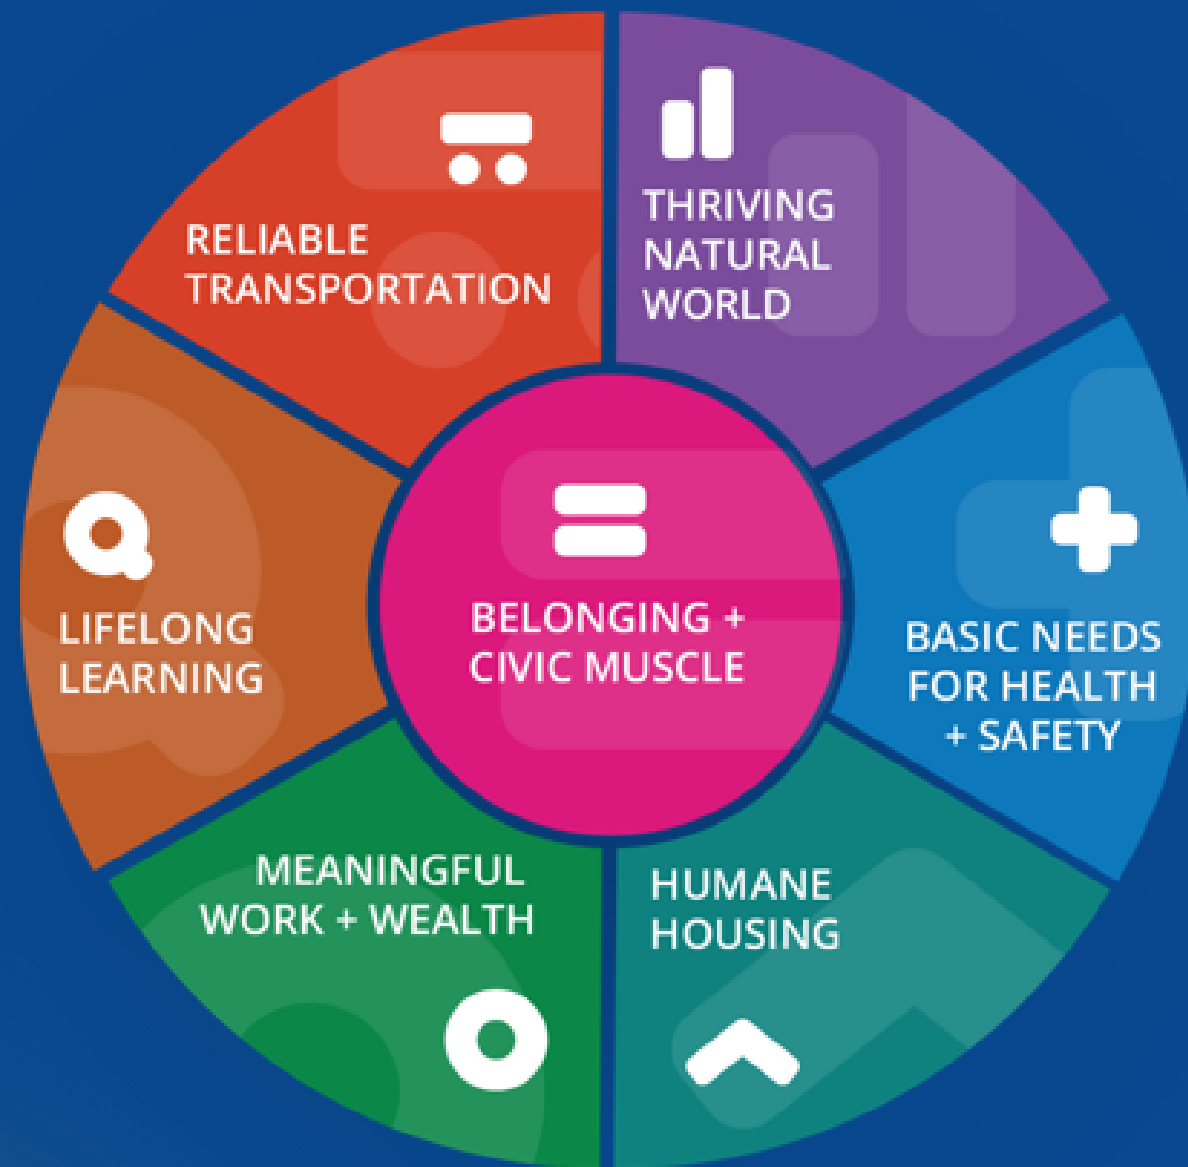 RELIABLE
TRANSPORTATION
THRIVING
NATURAL
WORLD
LIFELONG
LEARNING
BELONGING +
CIVIC MUSCLE
BASIC NEEDS
FOR HEALTH
+ SAFETY
MEANINGFUL
WORK + WEALTH
HUMANE
HOUSING